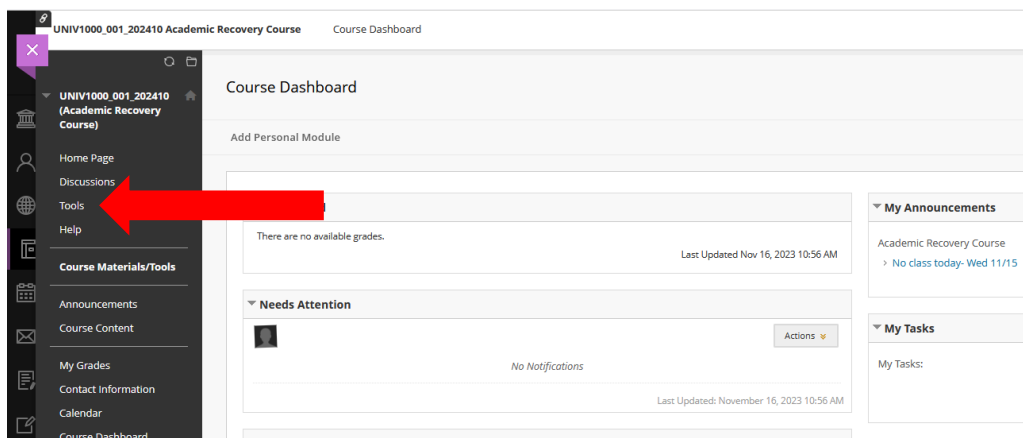 UNIV1000_001_202410 Academic Recovery Course Course Dashboard
UNIV1000_001_202410
(Academic Recovery
Course)
Home Page
Discussions
Tools
Help
Course Materials/Tools
Announcements
Course Content
My Grades
Contact Information
Calendar
Course Dashboard
Course Dashboard
Add Personal Module
There are no available grades.
Last Updated Nov 16, 2023 10:56 AM
Needs Attention
Actions
No Notifications
Last Updated: November 16, 2023 10:56 AM
My Announcements
Academic Recovery Course
No class today- Wed 11/15
My Tasks
My Tasks: